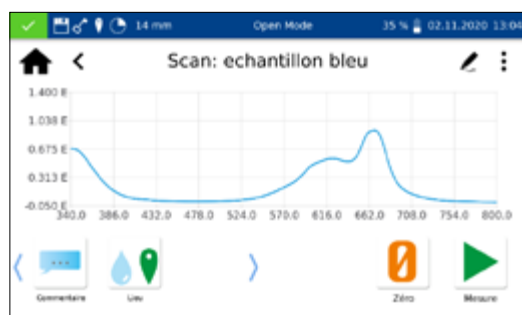 14 mm Open Mode 35 % 02.11.2020 13:04
Scan: echantillon bleu
1.400 E
1.038 E
0.675 E
0.313 E
-0.050 E
340.0 386.0 432.0 478.0 524.0 570.0 616.0 662.0 708.0 754.0 800.0
Commentaire Lieu Zéro Mesure